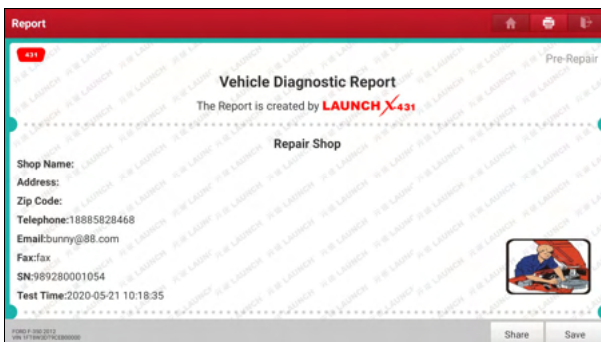 Report
431
Pre-Repair
Vehicle Diagnostic Report
The Report is created by LAUNCH X-431
Repair Shop
Shop Name:
Address:
Zip Code:
Telephone:18885828468
Email:bunny@88.com
Fax:fax
SN:989280001054
Test Time:2020-05-21 10:18:35
Share Save